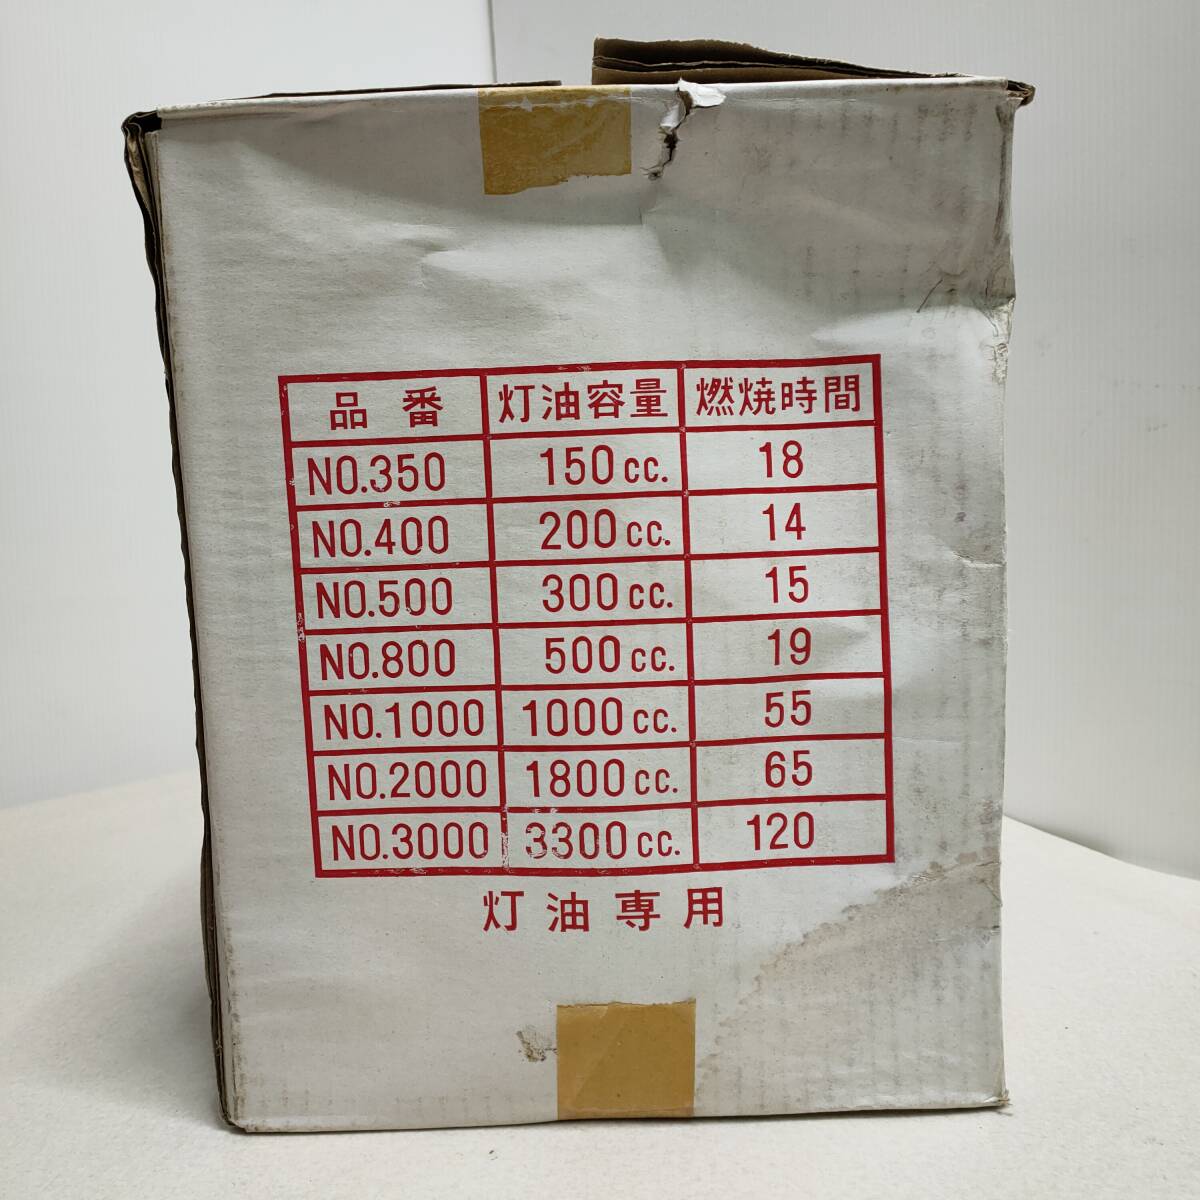 品番 灯油容量 燃焼時間
NO.350 150cc. 18
NO.400 200cc. 14
NO.500 300cc. 15
NO.800 500cc. 19
NO.1000 1000cc. 55
NO.2000 1800cc. 65
NO.3000 3300cc. 120
灯油専用